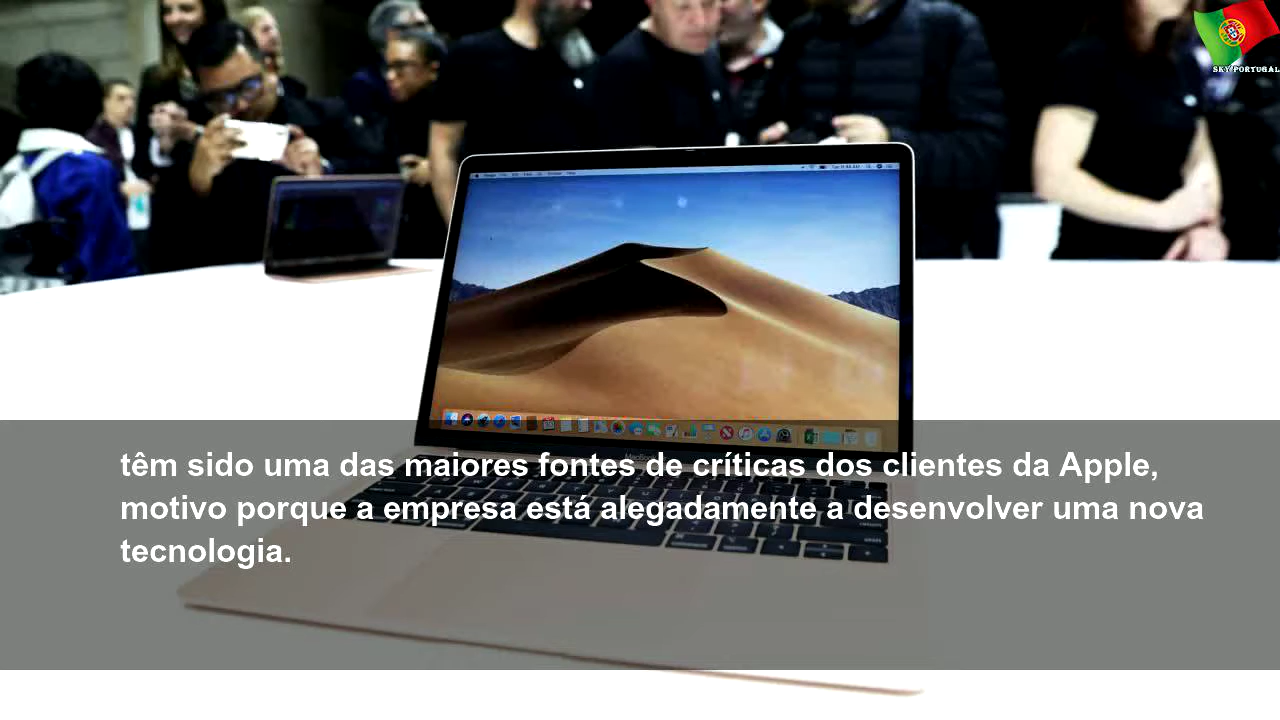 SKY PORTUGAL
MacBook
têm sido uma das maiores fontes de críticas dos clientes da Apple,
motivo porque a empresa está alegadamente a desenvolver uma nova
tecnologia.